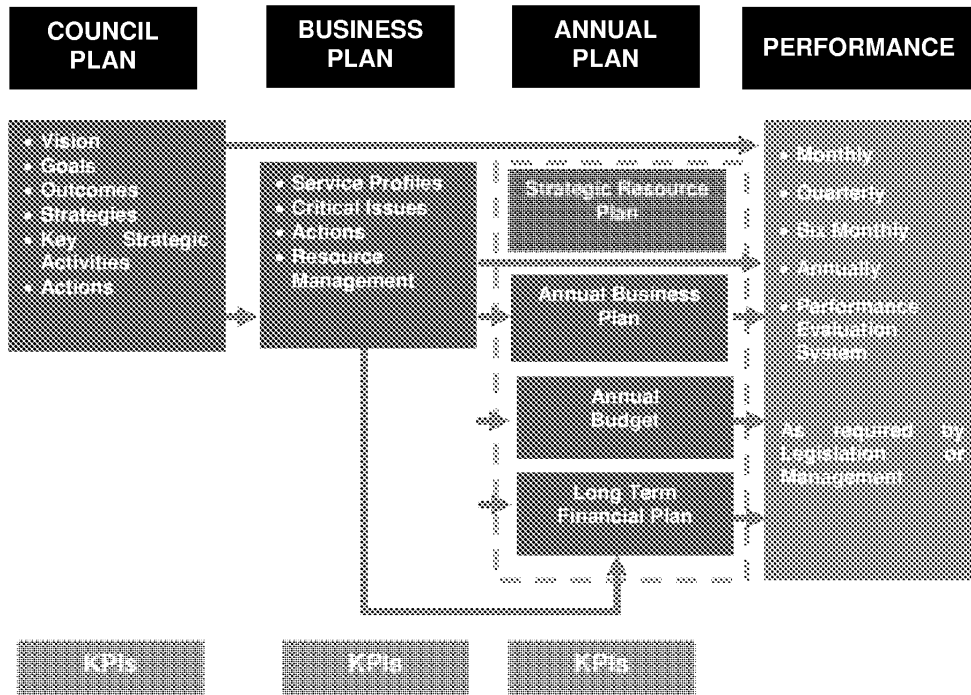 COUNCIL
PLAN
BUSINESS
PLAN
ANNUAL
PLAN
PERFORMANCE
• Vision
• Goals
• Outcomes
• Strategies
• Key Strategic
Activities
• Actions
• Service Profiles
• Critical Issues
• Actions
• Resource
Management
Strategic Resource
Plan
Annual Business
Plan
Annual
Budget
Long Term
Financial Plan
• Monthly
• Quarterly
• Six Monthly
• Annually
• Performance
Evaluation
System
As required by
Legislation or
Management
KPIs
KPIs
KPIs